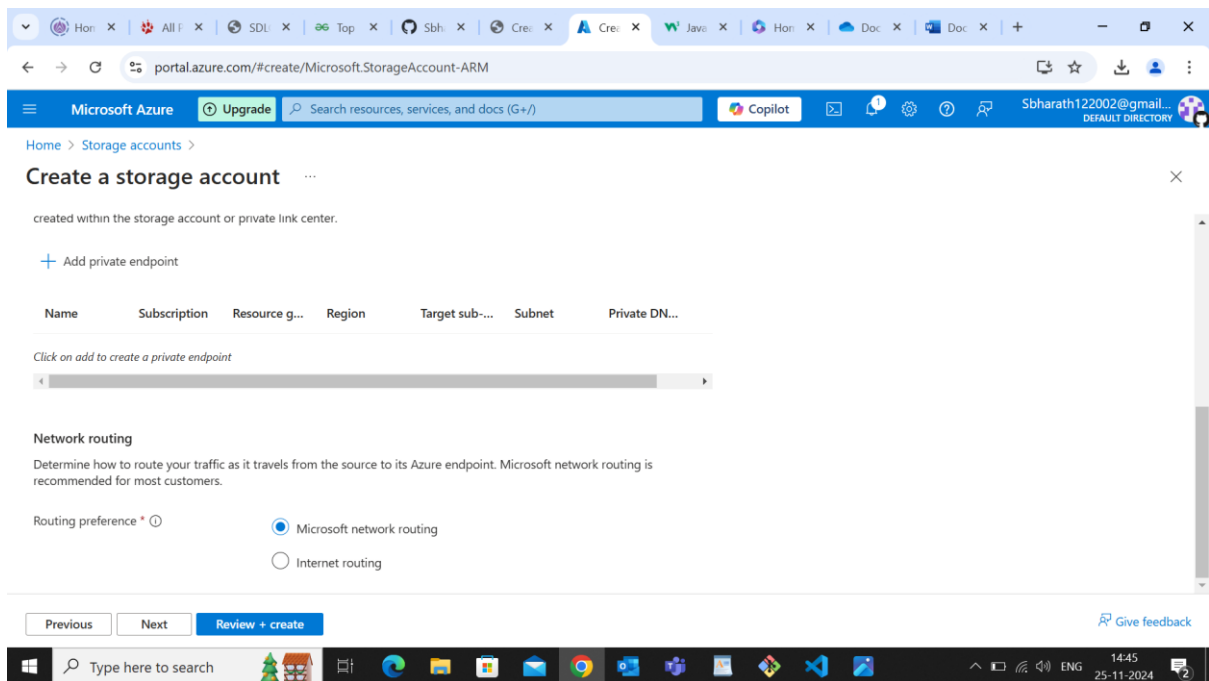 Hon
All F
SDL
Top
Sbh
Cre
Crea
Java
Hon
Doc
Doc
portal.azure.com/#create/Microsoft.StorageAccount-ARM
Microsoft Azure
Upgrade
Search resources, services, and docs (G+/)
Copilot
1
Sbharath122002@gmail...
DEFAULT DIRECTORY
Home > Storage accounts >
Create a storage account ...
created within the storage account or private link center.
+ Add private endpoint
Name Subscription Resource g... Region Target sub-... Subnet Private DN...
Click on add to create a private endpoint
Network routing
Determine how to route your traffic as it travels from the source to its Azure endpoint. Microsoft network routing is
recommended for most customers.
Routing preference *
Microsoft network routing
Internet routing
Previous Next Review + create Give feedback
Type here to search
ENG
14:45
25-11-2024
2